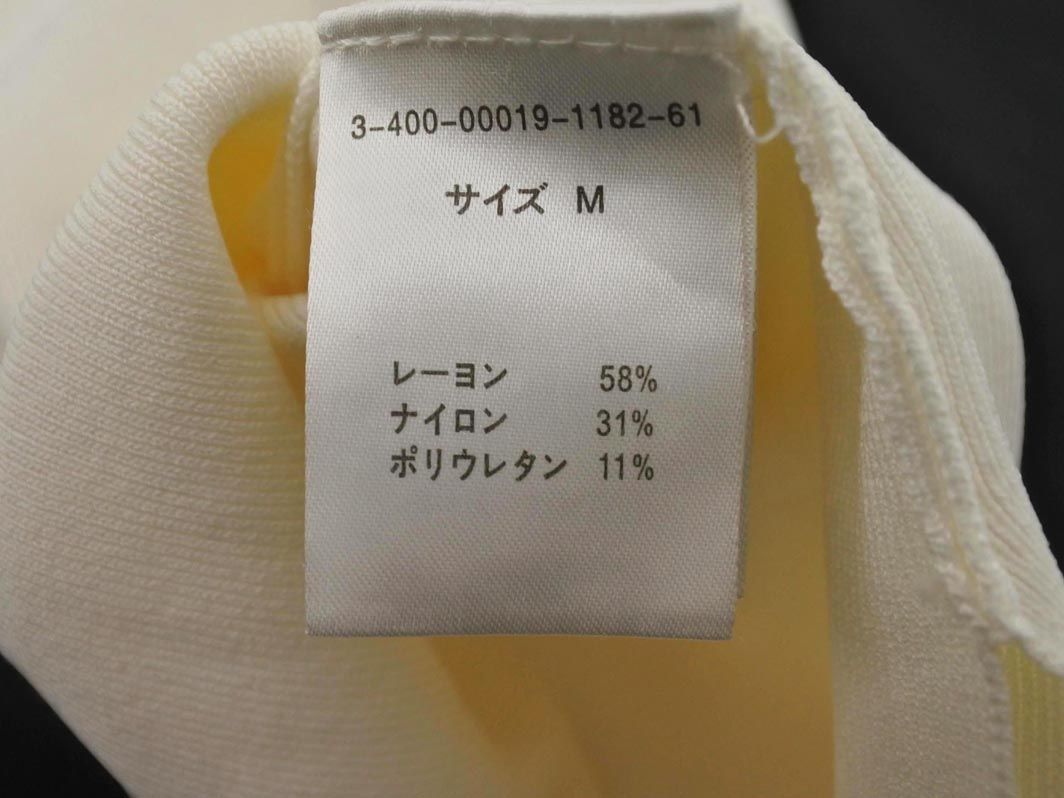 3-400-00019-1182-61
サイズ M
レーヨン 58%
ナイロン 31%
ポリウレタン 11%